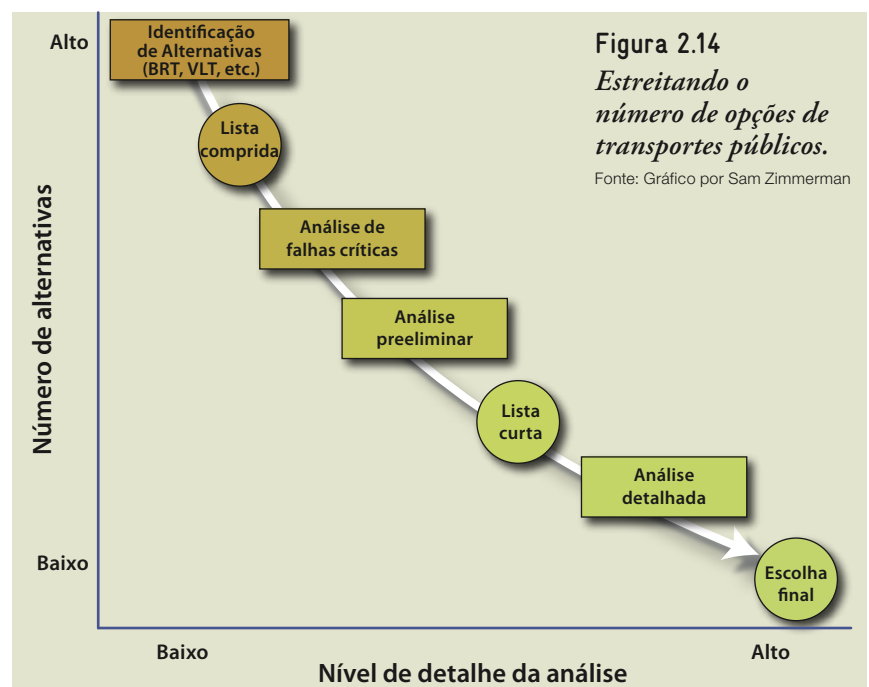 Alto
Identificação
de Alternativas
(BRT, VLT, etc.)
Figura 2.14
Estreitando o
número de opções de
transportes públicos.
Fonte: Gráfico por Sam Zimmerman
Lista
comprida
Número de alternativas
Análise de
falhas críticas
Análise
preeliminar
Lista
curta
Análise
detalhada
Baixo
Escolha
final
Baixo
Alto
Nível de detalhe da análise